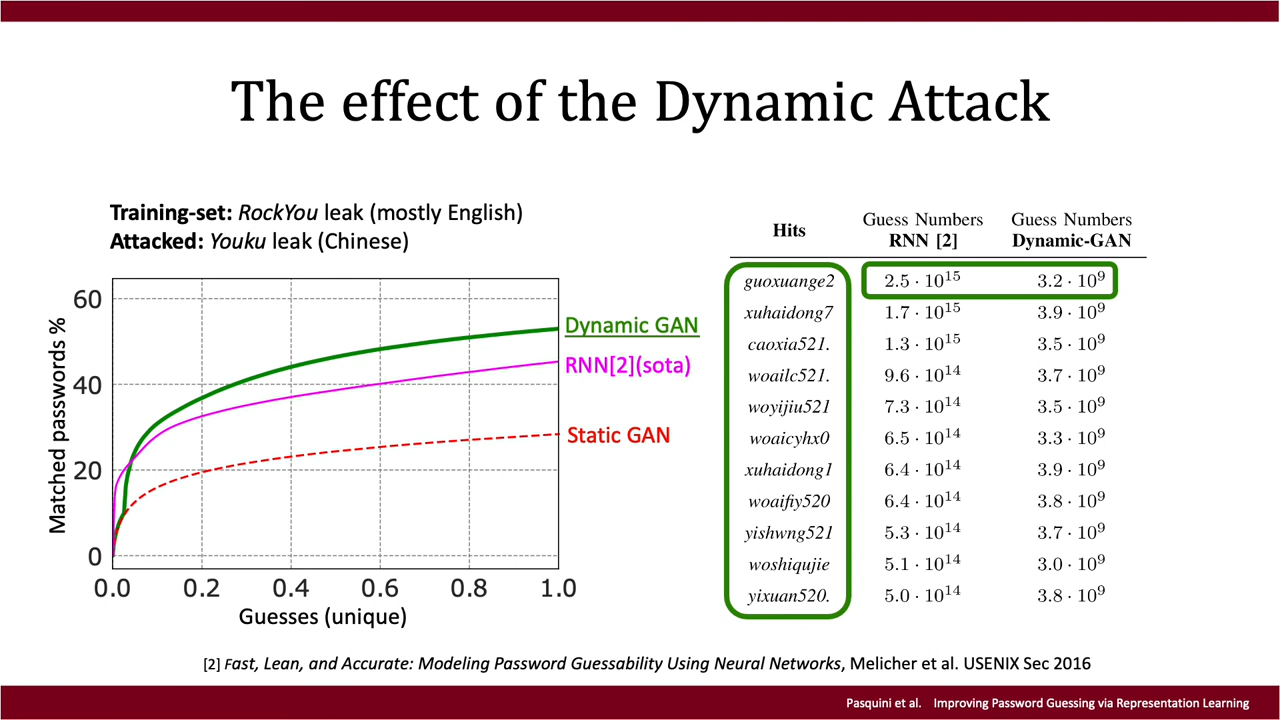 The effect of the Dynamic Attack
Training-set: RockYou leak (mostly English)
Attacked: Youku leak (Chinese)
Matched passwords %
60
40
20
0
0.0 0.2 0.4 0.6 0.8 1.0
Guesses (unique)
Dynamic GAN
RNN[2](sota)
Static GAN
Hits Guess Numbers RNN [2] Guess Numbers Dynamic-GAN
guoxuange2 2.5 · 10^15 3.2 · 10^9
xuhaidong7 1.7 · 10^15 3.9 · 10^9
caoxia521. 1.3 · 10^15 3.5 · 10^9
woailc521. 9.6 · 10^14 3.7 · 10^9
woyijiu521 7.3 · 10^14 3.5 · 10^9
woaicyhx0 6.5 · 10^14 3.3 · 10^9
xuhaidong1 6.4 · 10^14 3.9 · 10^9
woaifiy520 6.4 · 10^14 3.8 · 10^9
yishwng521 5.3 · 10^14 3.7 · 10^9
woshiqujie 5.1 · 10^14 3.0 · 10^9
yixuan520. 5.0 · 10^14 3.8 · 10^9
[2] Fast, Lean, and Accurate: Modeling Password Guessability Using Neural Networks, Melicher et al. USENIX Sec 2016
Pasquini et al. Improving Password Guessing via Representation Learning